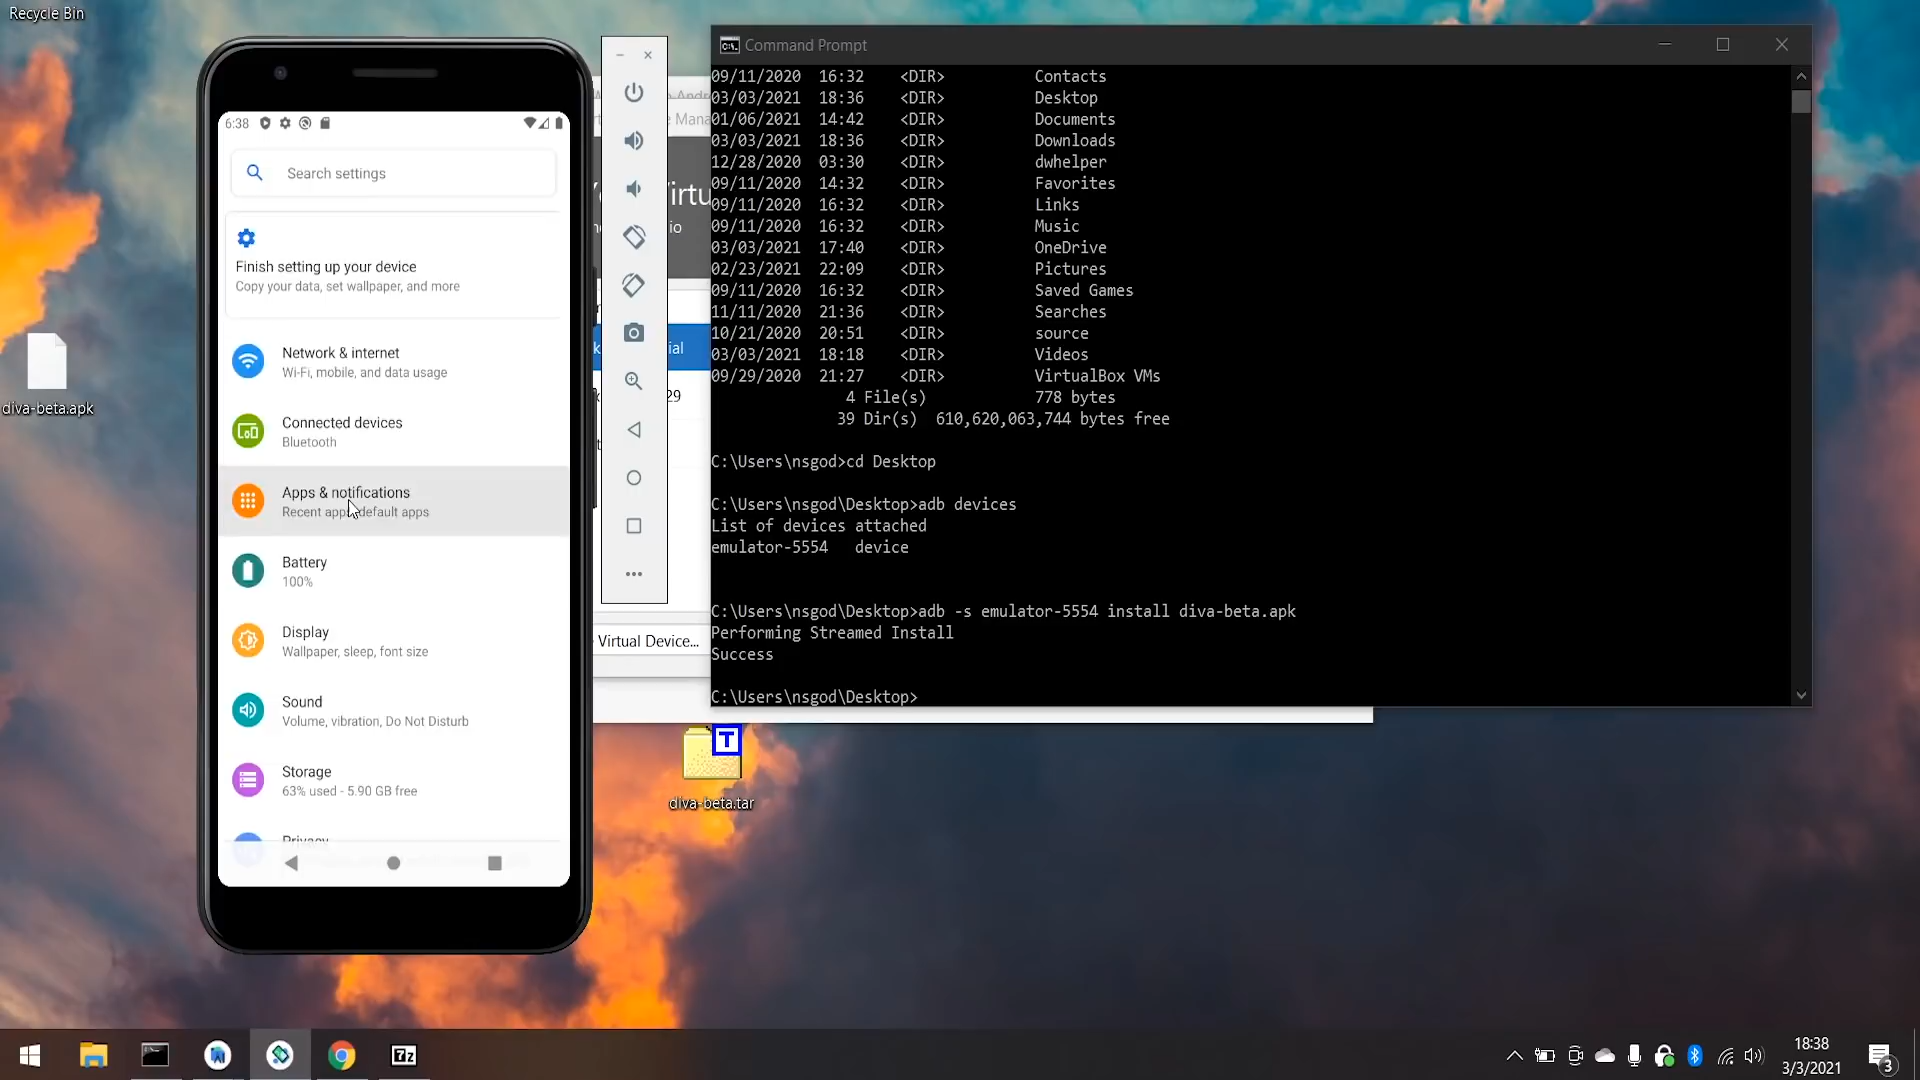 Recycle Bin
diva-beta.apk
6:38
Search settings
Finish setting up your device
Copy your data, set wallpaper, and more
Network & internet
Wi-Fi, mobile, and data usage
Connected devices
Bluetooth
Apps & notifications
Recent apps, default apps
Battery
100%
Display
Wallpaper, sleep, font size
Sound
Volume, vibration, Do Not Disturb
Storage
63% used - 5.90 GB free
Privacy
29
Virtual Device...
Command Prompt
09/11/2020 16:32 <DIR> Contacts
03/03/2021 18:36 <DIR> Desktop
01/06/2021 14:42 <DIR> Documents
03/03/2021 18:36 <DIR> Downloads
12/28/2020 03:30 <DIR> dwhelper
09/11/2020 14:32 <DIR> Favorites
09/11/2020 16:32 <DIR> Links
09/11/2020 16:32 <DIR> Music
03/03/2021 17:40 <DIR> OneDrive
02/23/2021 22:09 <DIR> Pictures
09/11/2020 16:32 <DIR> Saved Games
11/11/2020 21:36 <DIR> Searches
10/21/2020 20:51 <DIR> source
03/03/2021 18:18 <DIR> Videos
09/29/2020 21:27 <DIR> VirtualBox VMs
4 File(s) 778 bytes
39 Dir(s) 610,620,063,744 bytes free
C:\Users\nsgod>cd Desktop
C:\Users\nsgod\Desktop>adb devices
List of devices attached
emulator-5554 device
C:\Users\nsgod\Desktop>adb -s emulator-5554 install diva-beta.apk
Performing Streamed Install
Success
C:\Users\nsgod\Desktop>
T
diva-beta.tar
7z
18:38
3/3/2021
3